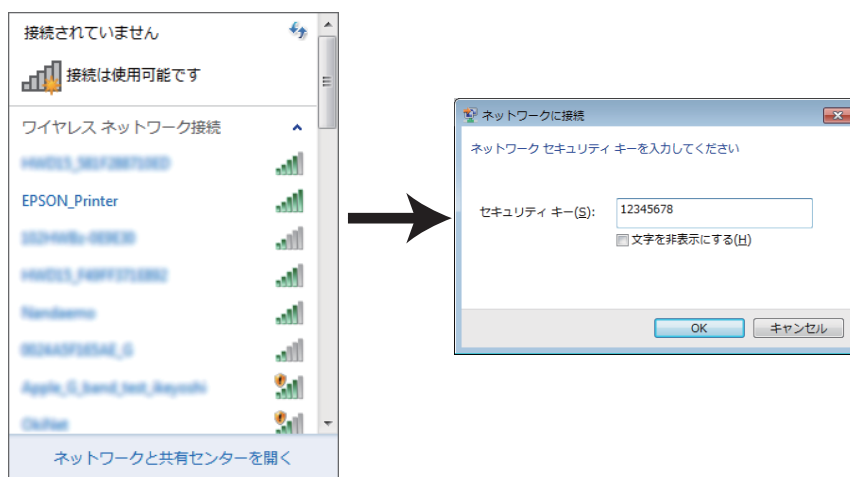 接続されていません
接続は使用可能です
ワイヤレス ネットワーク接続
EPSON_Printer
Nandaemo
Apple_G_band_test_ikeyoshi
OkiNet
ネットワークと共有センターを開く
ネットワークに接続
ネットワーク セキュリティ キーを入力してください
セキュリティ キー(S):
12345678
文字を非表示にする(H)
OK
キャンセル